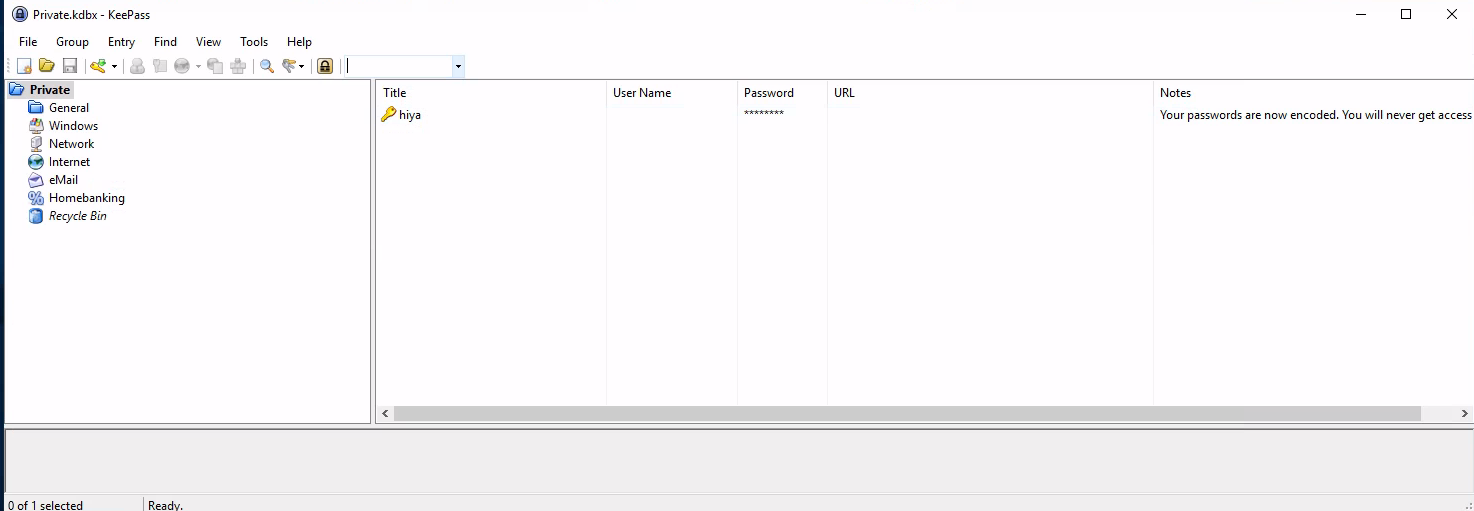 Private.kdbx - KeePass
File Group Entry Find View Tools Help
Private
General
Windows
Network
Internet
eMail
Homebanking
Recycle Bin
Title User Name Password URL Notes
hiya ******** Your passwords are now encoded. You will never get access
0 of 1 selected Ready.